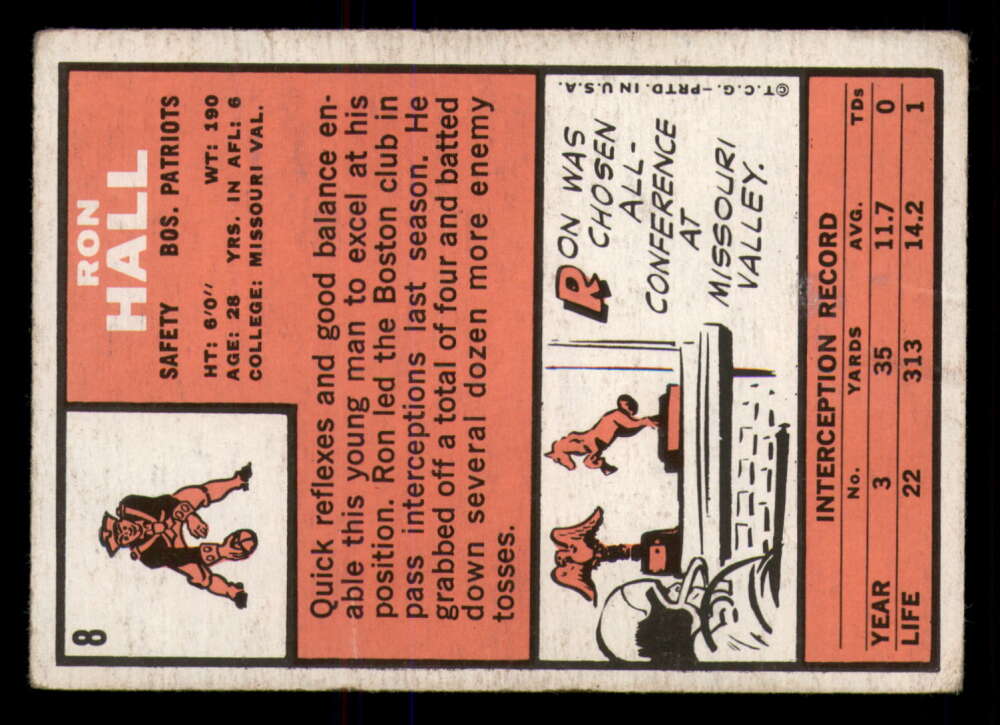 8
RON
HALL
SAFETY BOS. PATRIOTS
HT: 6'0" WT: 190
AGE: 28 YRS. IN AFL: 6
COLLEGE: MISSOURI VAL.
Quick reflexes and good balance en-
able this young man to excel at his
position. Ron led the Boston club in
pass interceptions last season. He
grabbed off a total of four and batted
down several dozen more enemy
tosses.
RON WAS
CHOSEN
ALL-
CONFERENCE
AT
MISSOURI
VALLEY.
©T.C.G.—PRTD. IN U.S.A.
INTERCEPTION RECORD
No. YARDS AVG. TDs
YEAR 3 35 11.7 0
LIFE 22 313 14.2 1